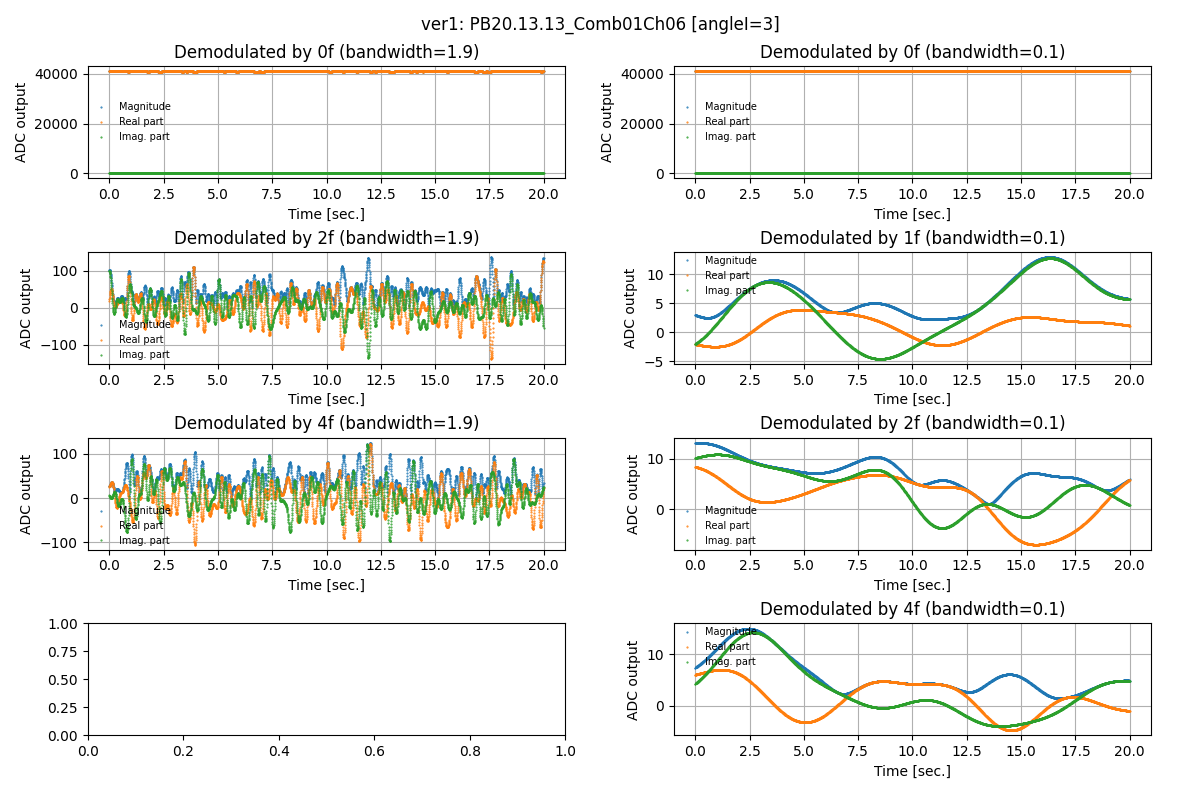 ver1: PB20.13.13_Comb01Ch06 [angleI=3]
Demodulated by 0f (bandwidth=1.9)
40000
20000
0
ADC output
Magnitude
Real part
Imag. part
0.0 2.5 5.0 7.5 10.0 12.5 15.0 17.5 20.0
Time [sec.]
Demodulated by 0f (bandwidth=0.1)
40000
20000
0
ADC output
Magnitude
Real part
Imag. part
0.0 2.5 5.0 7.5 10.0 12.5 15.0 17.5 20.0
Time [sec.]
Demodulated by 2f (bandwidth=1.9)
100
0
−100
ADC output
Magnitude
Real part
Imag. part
0.0 2.5 5.0 7.5 10.0 12.5 15.0 17.5 20.0
Time [sec.]
Demodulated by 1f (bandwidth=0.1)
10
5
0
−5
ADC output
Magnitude
Real part
Imag. part
0.0 2.5 5.0 7.5 10.0 12.5 15.0 17.5 20.0
Time [sec.]
Demodulated by 4f (bandwidth=1.9)
100
0
−100
ADC output
Magnitude
Real part
Imag. part
0.0 2.5 5.0 7.5 10.0 12.5 15.0 17.5 20.0
Time [sec.]
Demodulated by 2f (bandwidth=0.1)
10
0
ADC output
Magnitude
Real part
Imag. part
0.0 2.5 5.0 7.5 10.0 12.5 15.0 17.5 20.0
Time [sec.]
1.00
0.75
0.50
0.25
0.00
0.0 0.2 0.4 0.6 0.8 1.0
Demodulated by 4f (bandwidth=0.1)
10
0
ADC output
Magnitude
Real part
Imag. part
0.0 2.5 5.0 7.5 10.0 12.5 15.0 17.5 20.0
Time [sec.]